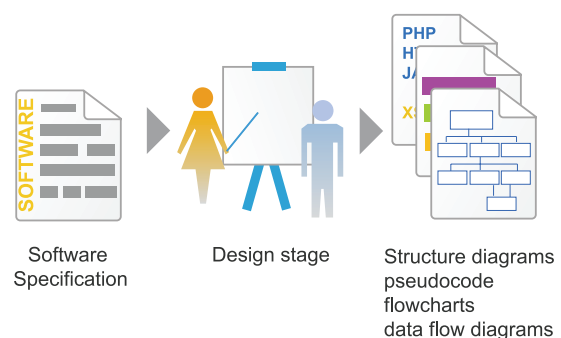 SOFTWARE
PHP
Software
Specification
Design stage
Structure diagrams
pseudocode
flowcharts
data flow diagrams